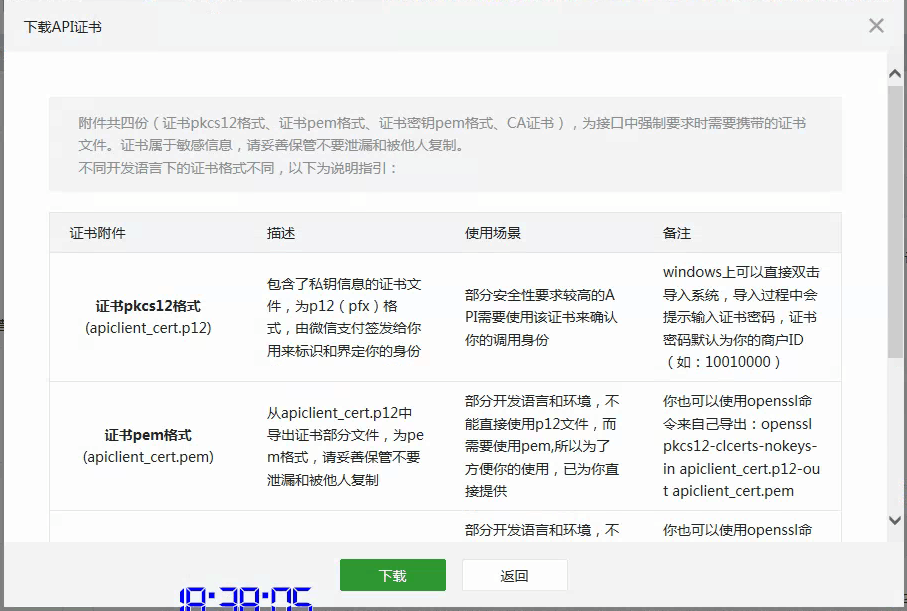 下载API证书
附件共四份（证书pkcs12格式、证书pem格式、证书密钥pem格式、CA证书），为接口中强制要求时需要携带的证书
文件。证书属于敏感信息，请妥善保管不要泄漏和被他人复制。
不同开发语言下的证书格式不同，以下为说明指引：
证书附件 描述 使用场景 备注
证书pkcs12格式
(apiclient_cert.p12)
包含了私钥信息的证书文
件，为p12（pfx）格
式，由微信支付签发给你
用来标识和界定你的身份
部分安全性要求较高的A
PI需要使用该证书来确认
你的调用身份
windows上可以直接双击
导入系统，导入过程中会
提示输入证书密码，证书
密码默认为你的商户ID
（如：10010000）
证书pem格式
(apiclient_cert.pem)
从apiclient_cert.p12中
导出证书部分文件，为pe
m格式，请妥善保管不要
泄漏和被他人复制
部分开发语言和环境，不
能直接使用p12文件，而
需要使用pem,所以为了
方便你的使用，已为你直
接提供
你也可以使用openssl命
令来自己导出：openssl
pkcs12-clcerts-nokeys-
in apiclient_cert.p12-ou
t apiclient_cert.pem
部分开发语言和环境，不
你也可以使用openssl命
下载
返回